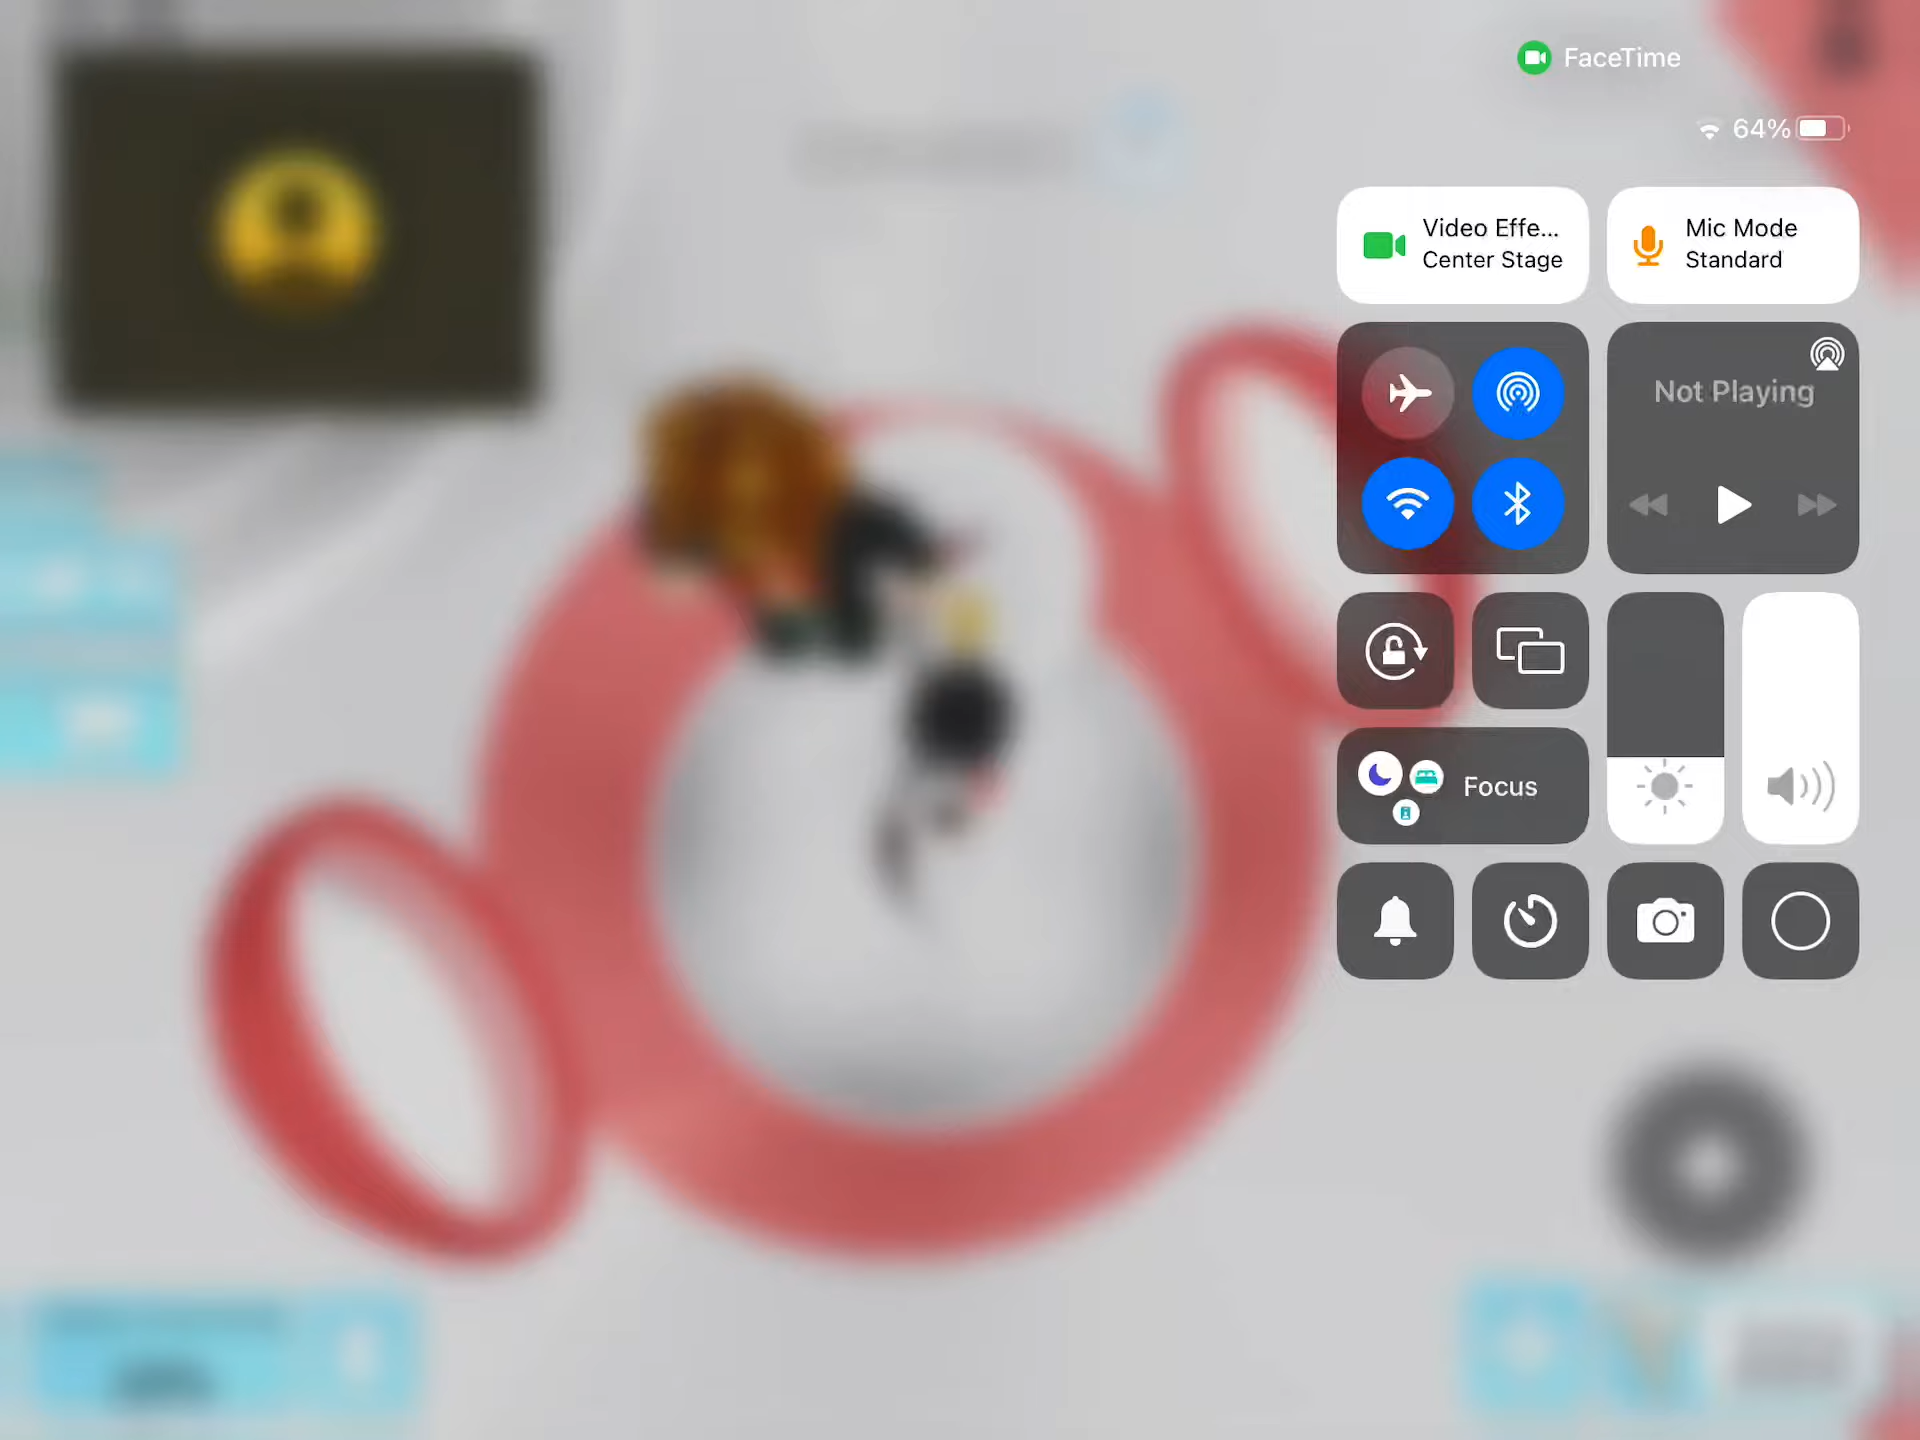 FaceTime
64%
Video Effe...
Center Stage
Mic Mode
Standard
Not Playing
Focus